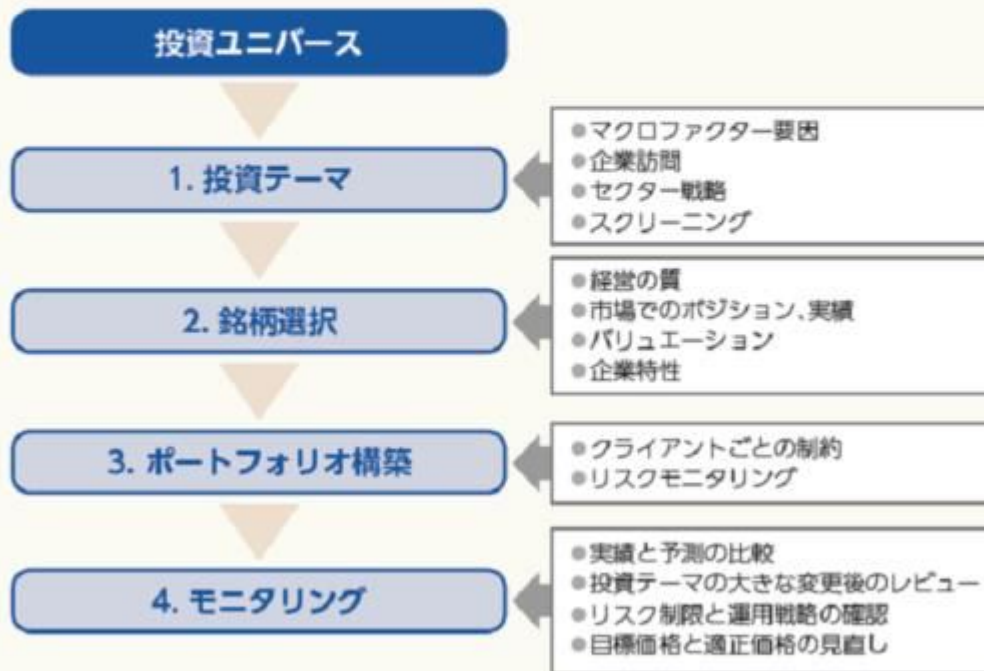 投資ユニバース
1. 投資テーマ
●マクロファクター要因
●企業訪問
●セクター戦略
●スクリーニング
2. 銘柄選択
●経営の質
●市場でのポジション、実績
●バリュエーション
●企業特性
3. ポートフォリオ構築
●クライアントごとの制約
●リスクモニタリング
4. モニタリング
●実績と予測の比較
●投資テーマの大きな変更後のレビュー
●リスク制限と運用戦略の確認
●目標価格と適正価格の見直し